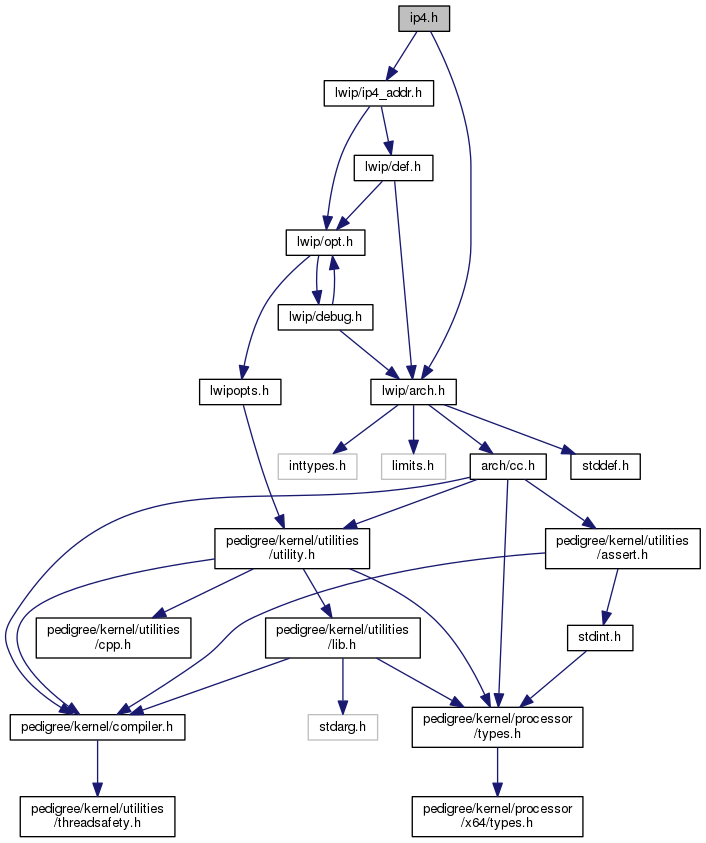 ip4.h
lwip/ip4_addr.h
lwip/def.h
lwip/opt.h
lwip/debug.h
lwipopts.h
lwip/arch.h
inttypes.h
limits.h
arch/cc.h
stddef.h
pedigree/kernel/utilities
/utility.h
pedigree/kernel/utilities
/assert.h
pedigree/kernel/utilities
/cpp.h
pedigree/kernel/utilities
/lib.h
stdint.h
pedigree/kernel/compiler.h
stdarg.h
pedigree/kernel/processor
/types.h
pedigree/kernel/utilities
/threadsafety.h
pedigree/kernel/processor
/x64/types.h